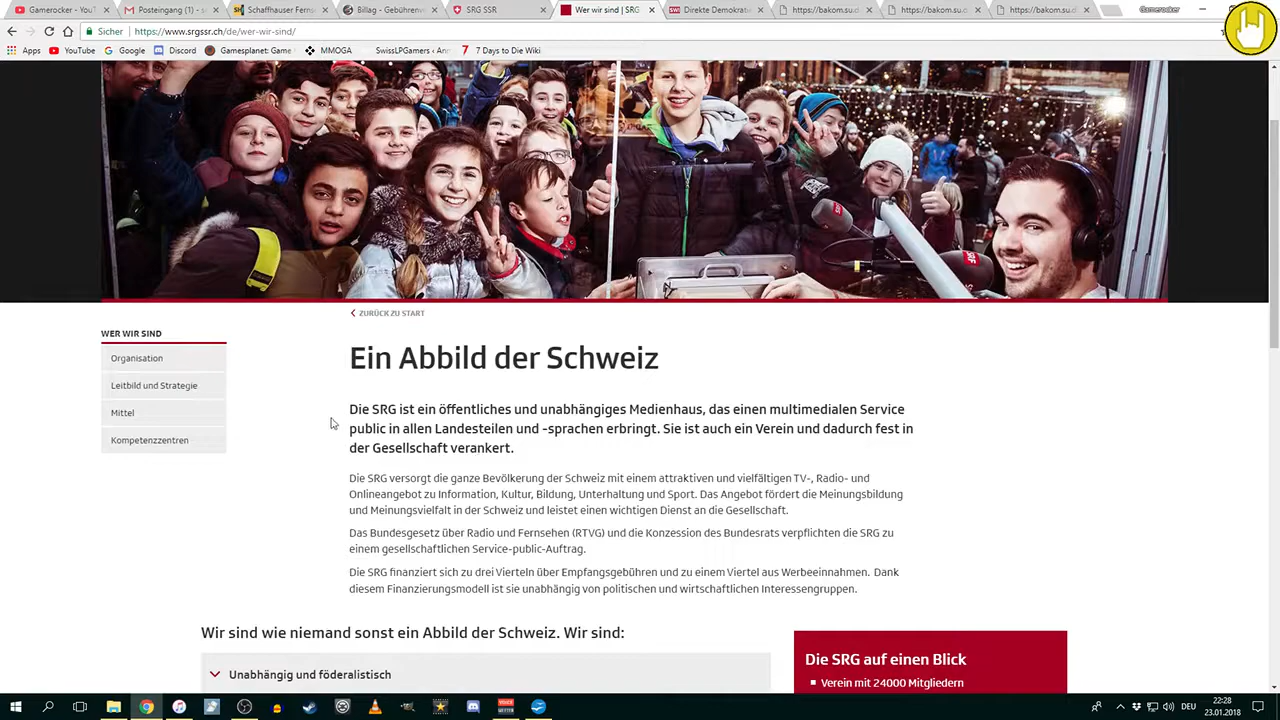 Gamerocker - YouTu
Posteingang (1) - s
Schaffhauser Ferns
Billag - Gebühren
SRG SSR
Wer wir sind | SRG
Direkte Demokrati
https://bakom.su.d
https://bakom.su.d
https://bakom.su.d
Gamerocker
Sicher
https://www.srgssr.ch/de/wer-wir-sind/
Apps
YouTube
Google
Discord
Gamesplanet: Game
MMOGA
SwissLPGamers
7 Days to Die Wiki
SRF
ZURÜCK ZU START
WER WIR SIND
Organisation
Leitbild und Strategie
Mittel
Kompetenzzentren
Ein Abbild der Schweiz
Die SRG ist ein öffentliches und unabhängiges Medienhaus, das einen multimedialen Service
public in allen Landesteilen und -sprachen erbringt. Sie ist auch ein Verein und dadurch fest in
der Gesellschaft verankert.
Die SRG versorgt die ganze Bevölkerung der Schweiz mit einem attraktiven und vielfältigen TV-, Radio- und
Onlineangebot zu Information, Kultur, Bildung, Unterhaltung und Sport. Das Angebot fördert die Meinungsbildung
und Meinungsvielfalt in der Schweiz und leistet einen wichtigen Dienst an die Gesellschaft.
Das Bundesgesetz über Radio und Fernsehen (RTVG) und die Konzession des Bundesrats verpflichten die SRG zu
einem gesellschaftlichen Service-public-Auftrag.
Die SRG finanziert sich zu drei Vierteln über Empfangsgebühren und zu einem Viertel aus Werbeeinnahmen. Dank
diesem Finanzierungsmodell ist sie unabhängig von politischen und wirtschaftlichen Interessengruppen.
Wir sind wie niemand sonst ein Abbild der Schweiz. Wir sind:
Unabhängig und föderalistisch
Die SRG auf einen Blick
Verein mit 24000 Mitgliedern
DEU
22:28
23.01.2018